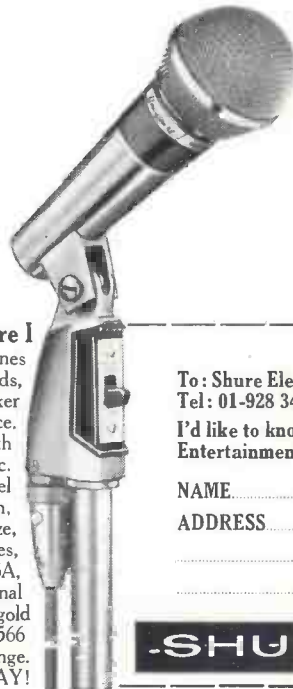 re I
nes
ds,
ker
ce.
th
c.
el
n,
ze,
es,
A,
nal
gold
566
nge.
AY!
To: Shure Ele
Tel: 01-928 34
I'd like to kno
Entertainmen
NAME
ADDRESS
SHU